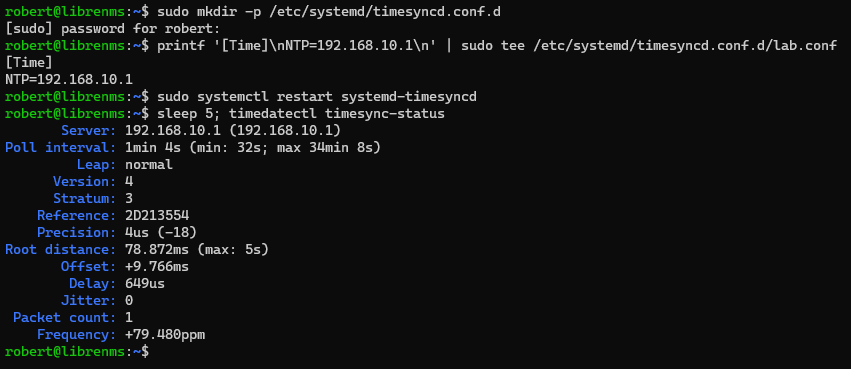 robert@librenms:~$ sudo mkdir -p /etc/systemd/timesyncd.conf.d
[sudo] password for robert:
robert@librenms:~$ printf '[Time]\nNTP=192.168.10.1\n' | sudo tee /etc/systemd/timesyncd.conf.d/lab.conf
[Time]
NTP=192.168.10.1
robert@librenms:~$ sudo systemctl restart systemd-timesyncd
robert@librenms:~$ sleep 5; timedatectl timesync-status
       Server: 192.168.10.1 (192.168.10.1)
Poll interval: 1min 4s (min: 32s; max 34min 8s)
         Leap: normal
      Version: 4
      Stratum: 3
    Reference: 2D213554
    Precision: 4us (-18)
Root distance: 78.872ms (max: 5s)
       Offset: +9.766ms
        Delay: 649us
       Jitter: 0
 Packet count: 1
    Frequency: +79.480ppm
robert@librenms:~$